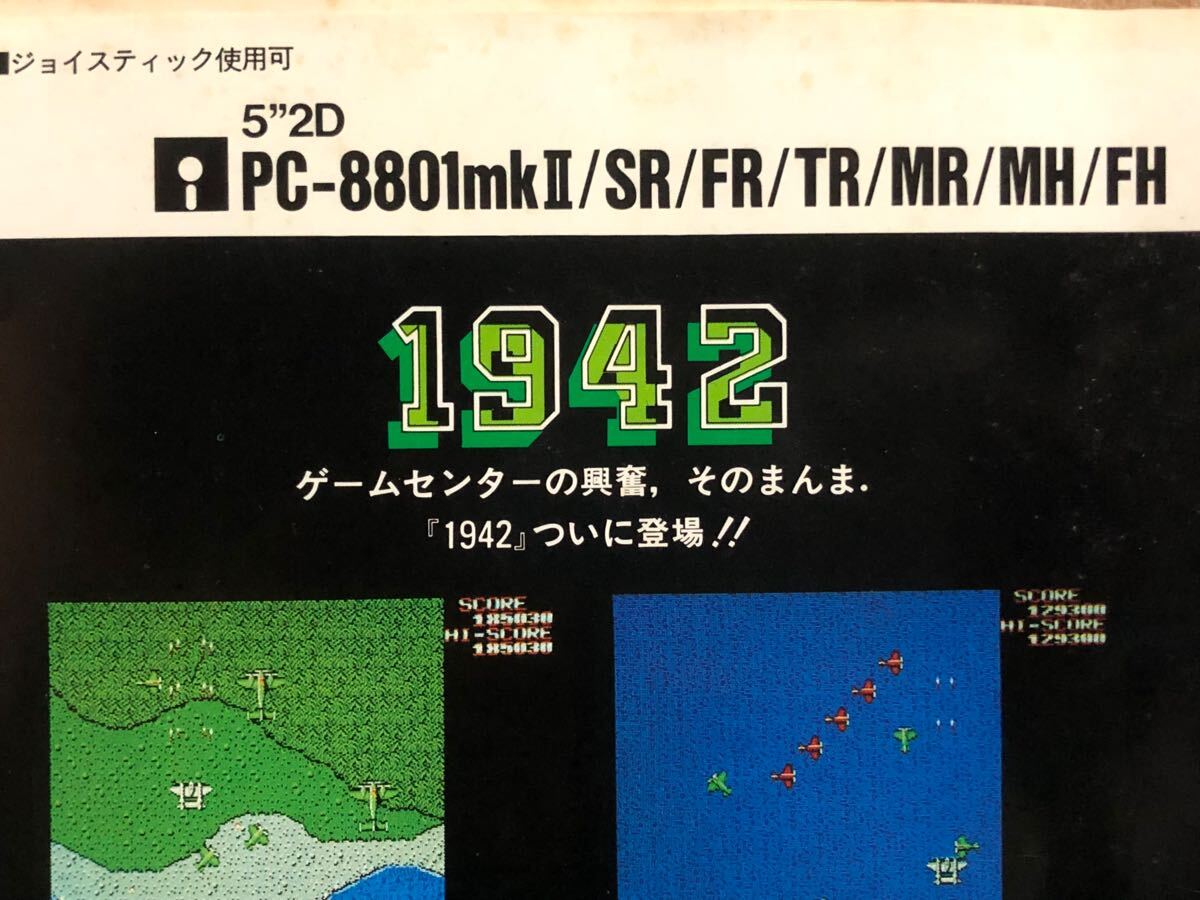 ■ジョイスティック使用可
5”2D
PC-8801mkⅡ/SR/FR/TR/MR/MH/FH
1942
ゲームセンターの興奮，そのまんま．
『1942』ついに登場！！
SCORE
185030
HI-SCORE
185030
SCORE
129300
HI-SCORE
129300